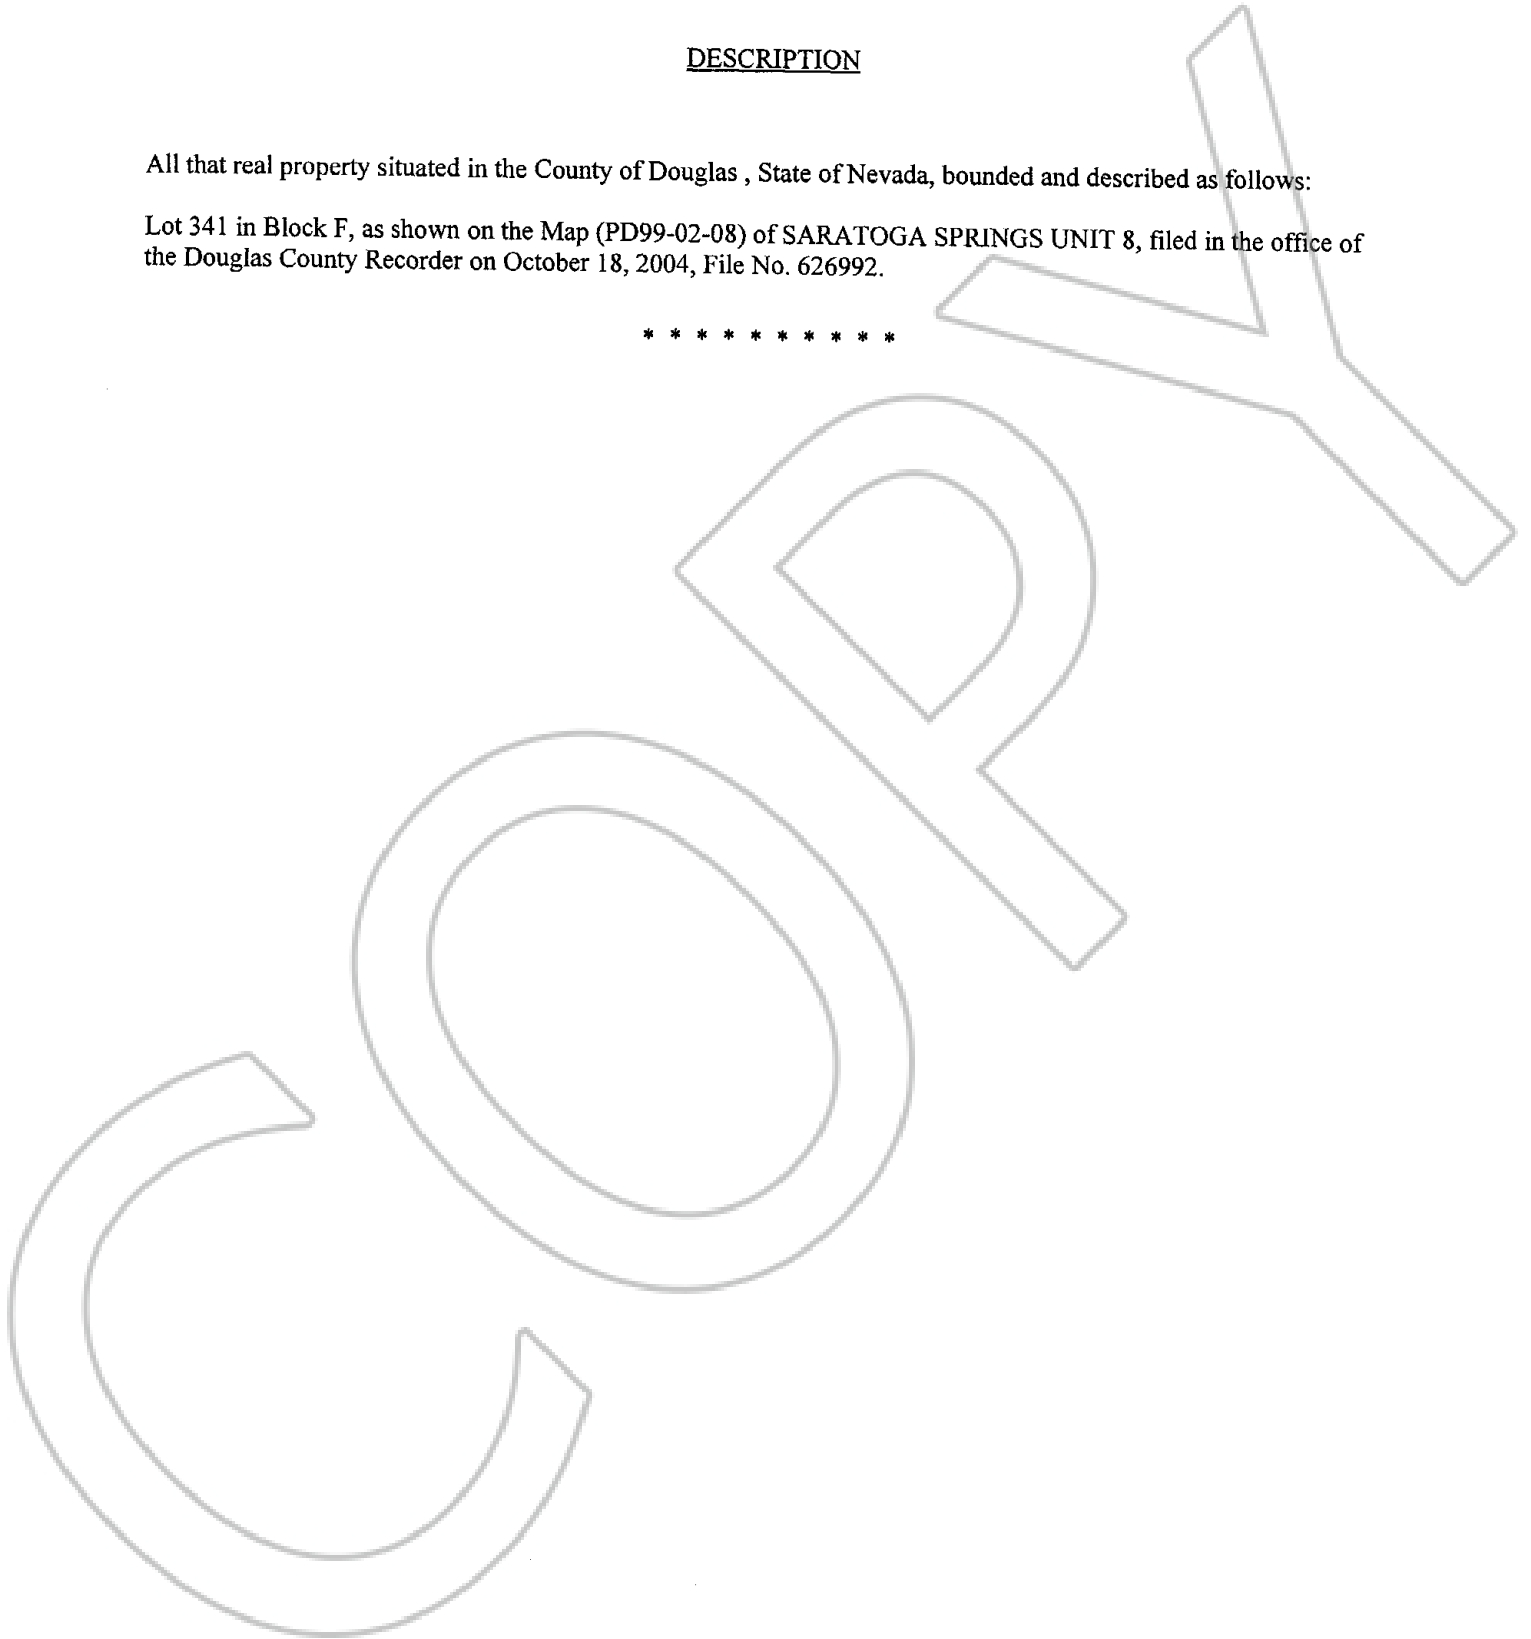 DESCRIPTION
All that real property situated in the County of Douglas , State of Nevada, bounded and described as follows:
Lot 341 in Block F, as shown on the Map (PD99-02-08) of SARATOGA SPRINGS UNIT 8, filed in the office of
the Douglas County Recorder on October 18, 2004, File No. 626992.
* * * * * * * * * *
COPY